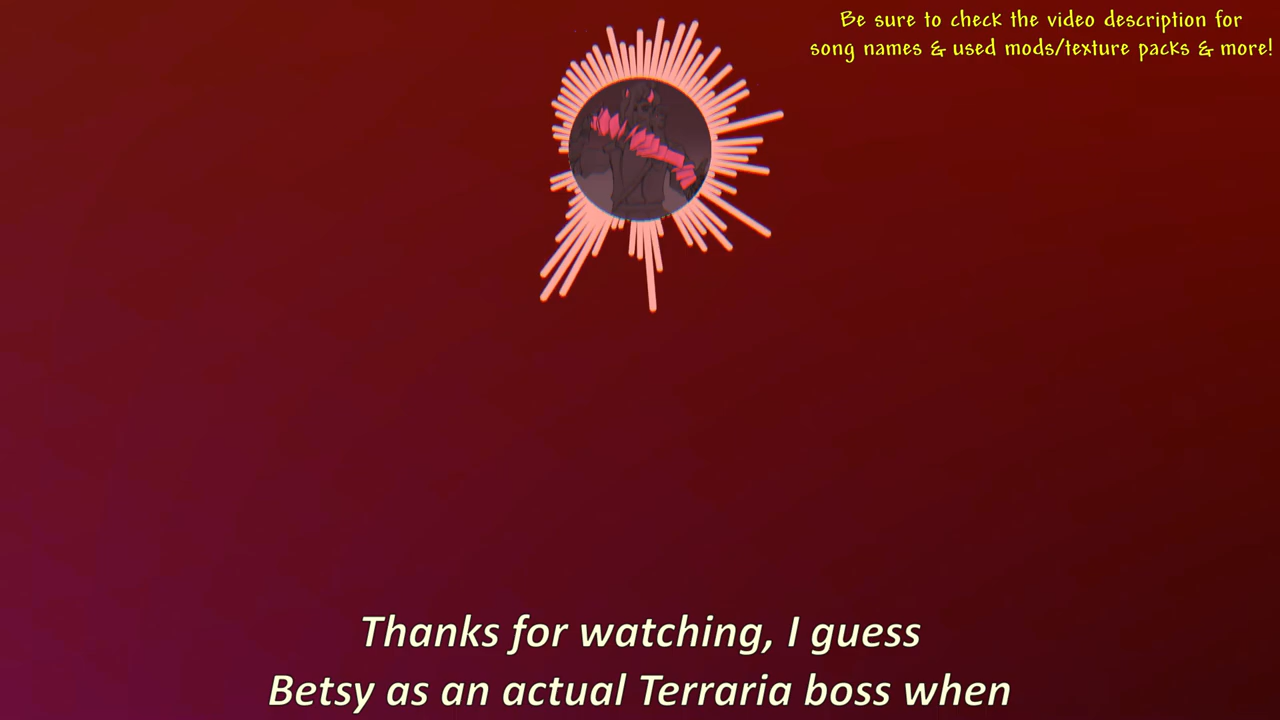 Be sure to check the video description for
song names & used mods/texture packs & more!
Thanks for watching, I guess
Betsy as an actual Terraria boss when